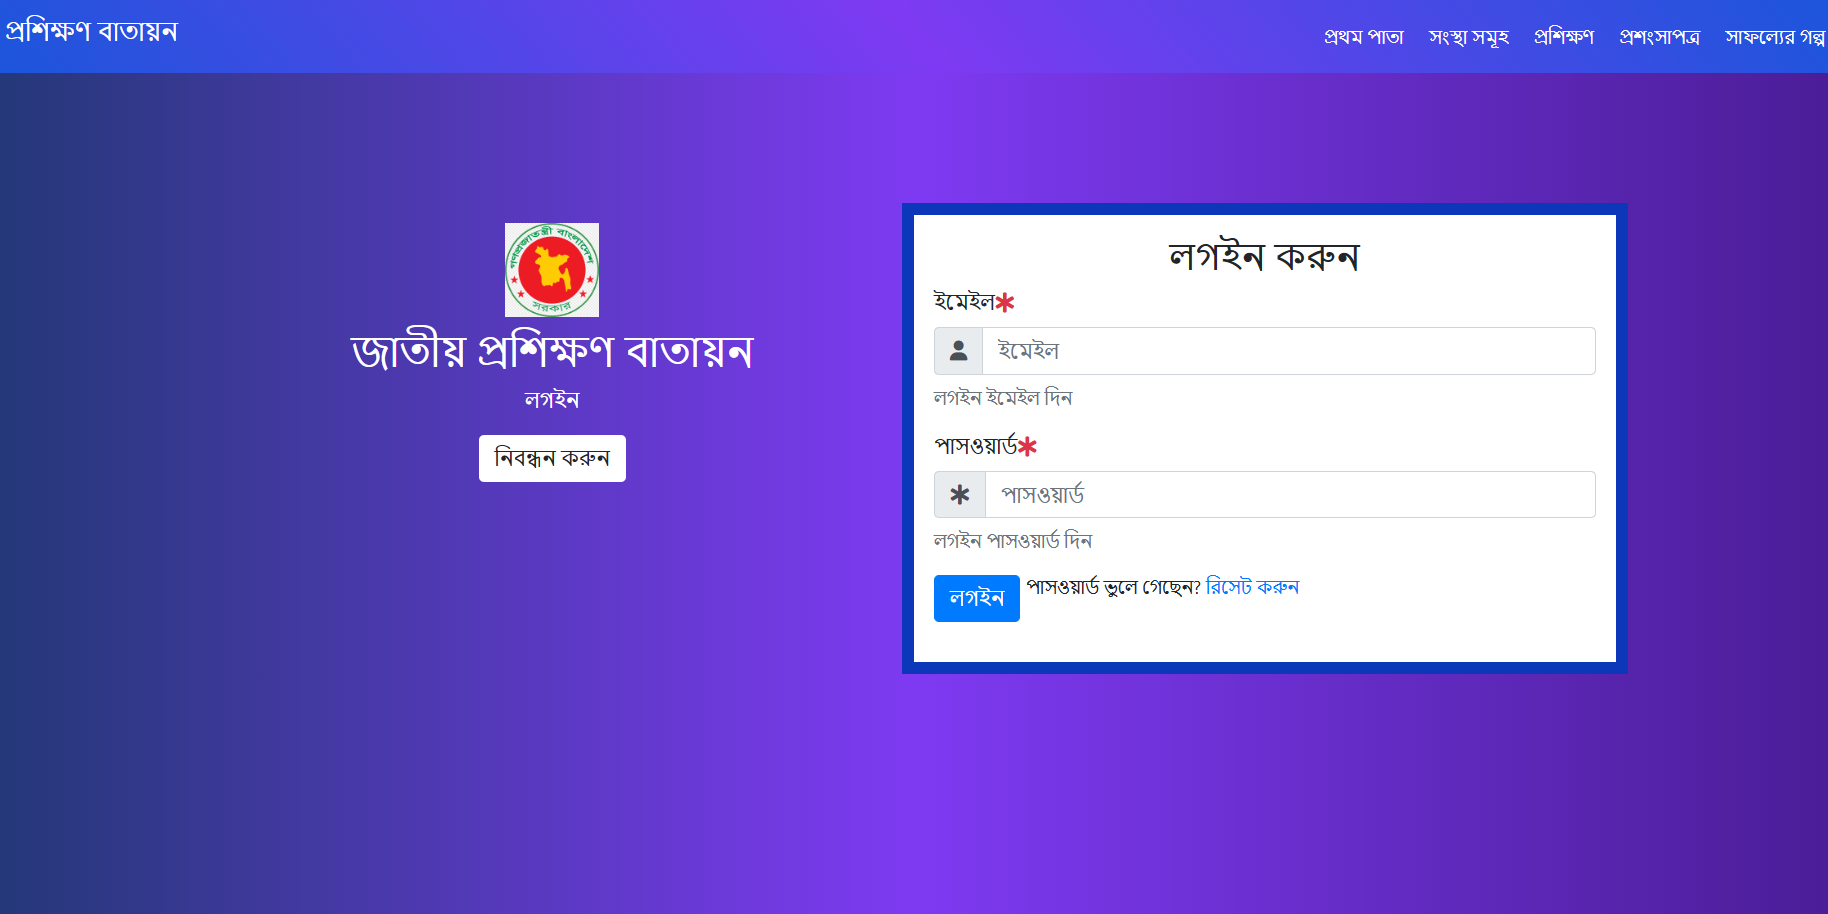 প্রশিক্ষণ বাতায়ন
প্রথম পাতা সংস্থা সমূহ প্রশিক্ষণ প্রশংসাপত্র সাফল্যের গল্প
গণপ্রজাতন্ত্রী বাংলাদেশ
সরকার
জাতীয় প্রশিক্ষণ বাতায়ন
লগইন
নিবন্ধন করুন
লগইন করুন
ইমেইল
ইমেইল
লগইন ইমেইল দিন
পাসওয়ার্ড
পাসওয়ার্ড
লগইন পাসওয়ার্ড দিন
লগইন পাসওয়ার্ড ভুলে গেছেন? রিসেট করুন